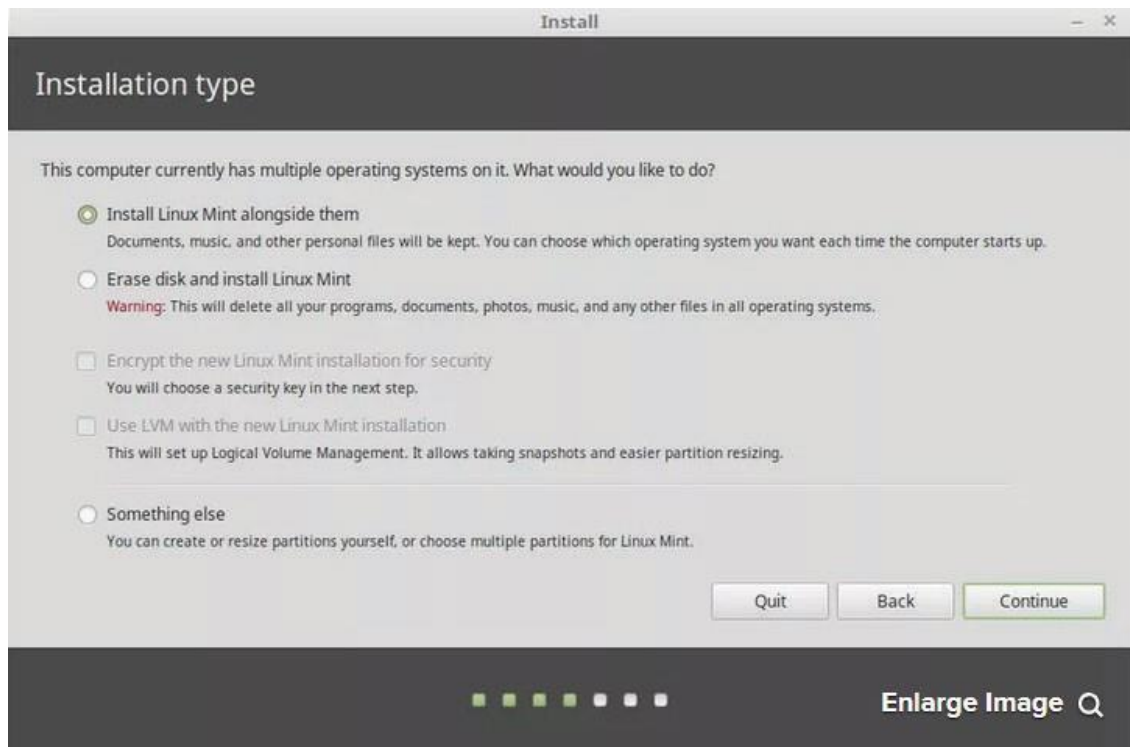 Install
Installation type
This computer currently has multiple operating systems on it. What would you like to do?
Install Linux Mint alongside them
Documents, music, and other personal files will be kept. You can choose which operating system you want each time the computer starts up.
Erase disk and install Linux Mint
Warning: This will delete all your programs, documents, photos, music, and any other files in all operating systems.
Encrypt the new Linux Mint installation for security
You will choose a security key in the next step.
Use LVM with the new Linux Mint installation
This will set up Logical Volume Management. It allows taking snapshots and easier partition resizing.
Something else
You can create or resize partitions yourself, or choose multiple partitions for Linux Mint.
Quit Back Continue
Enlarge Image